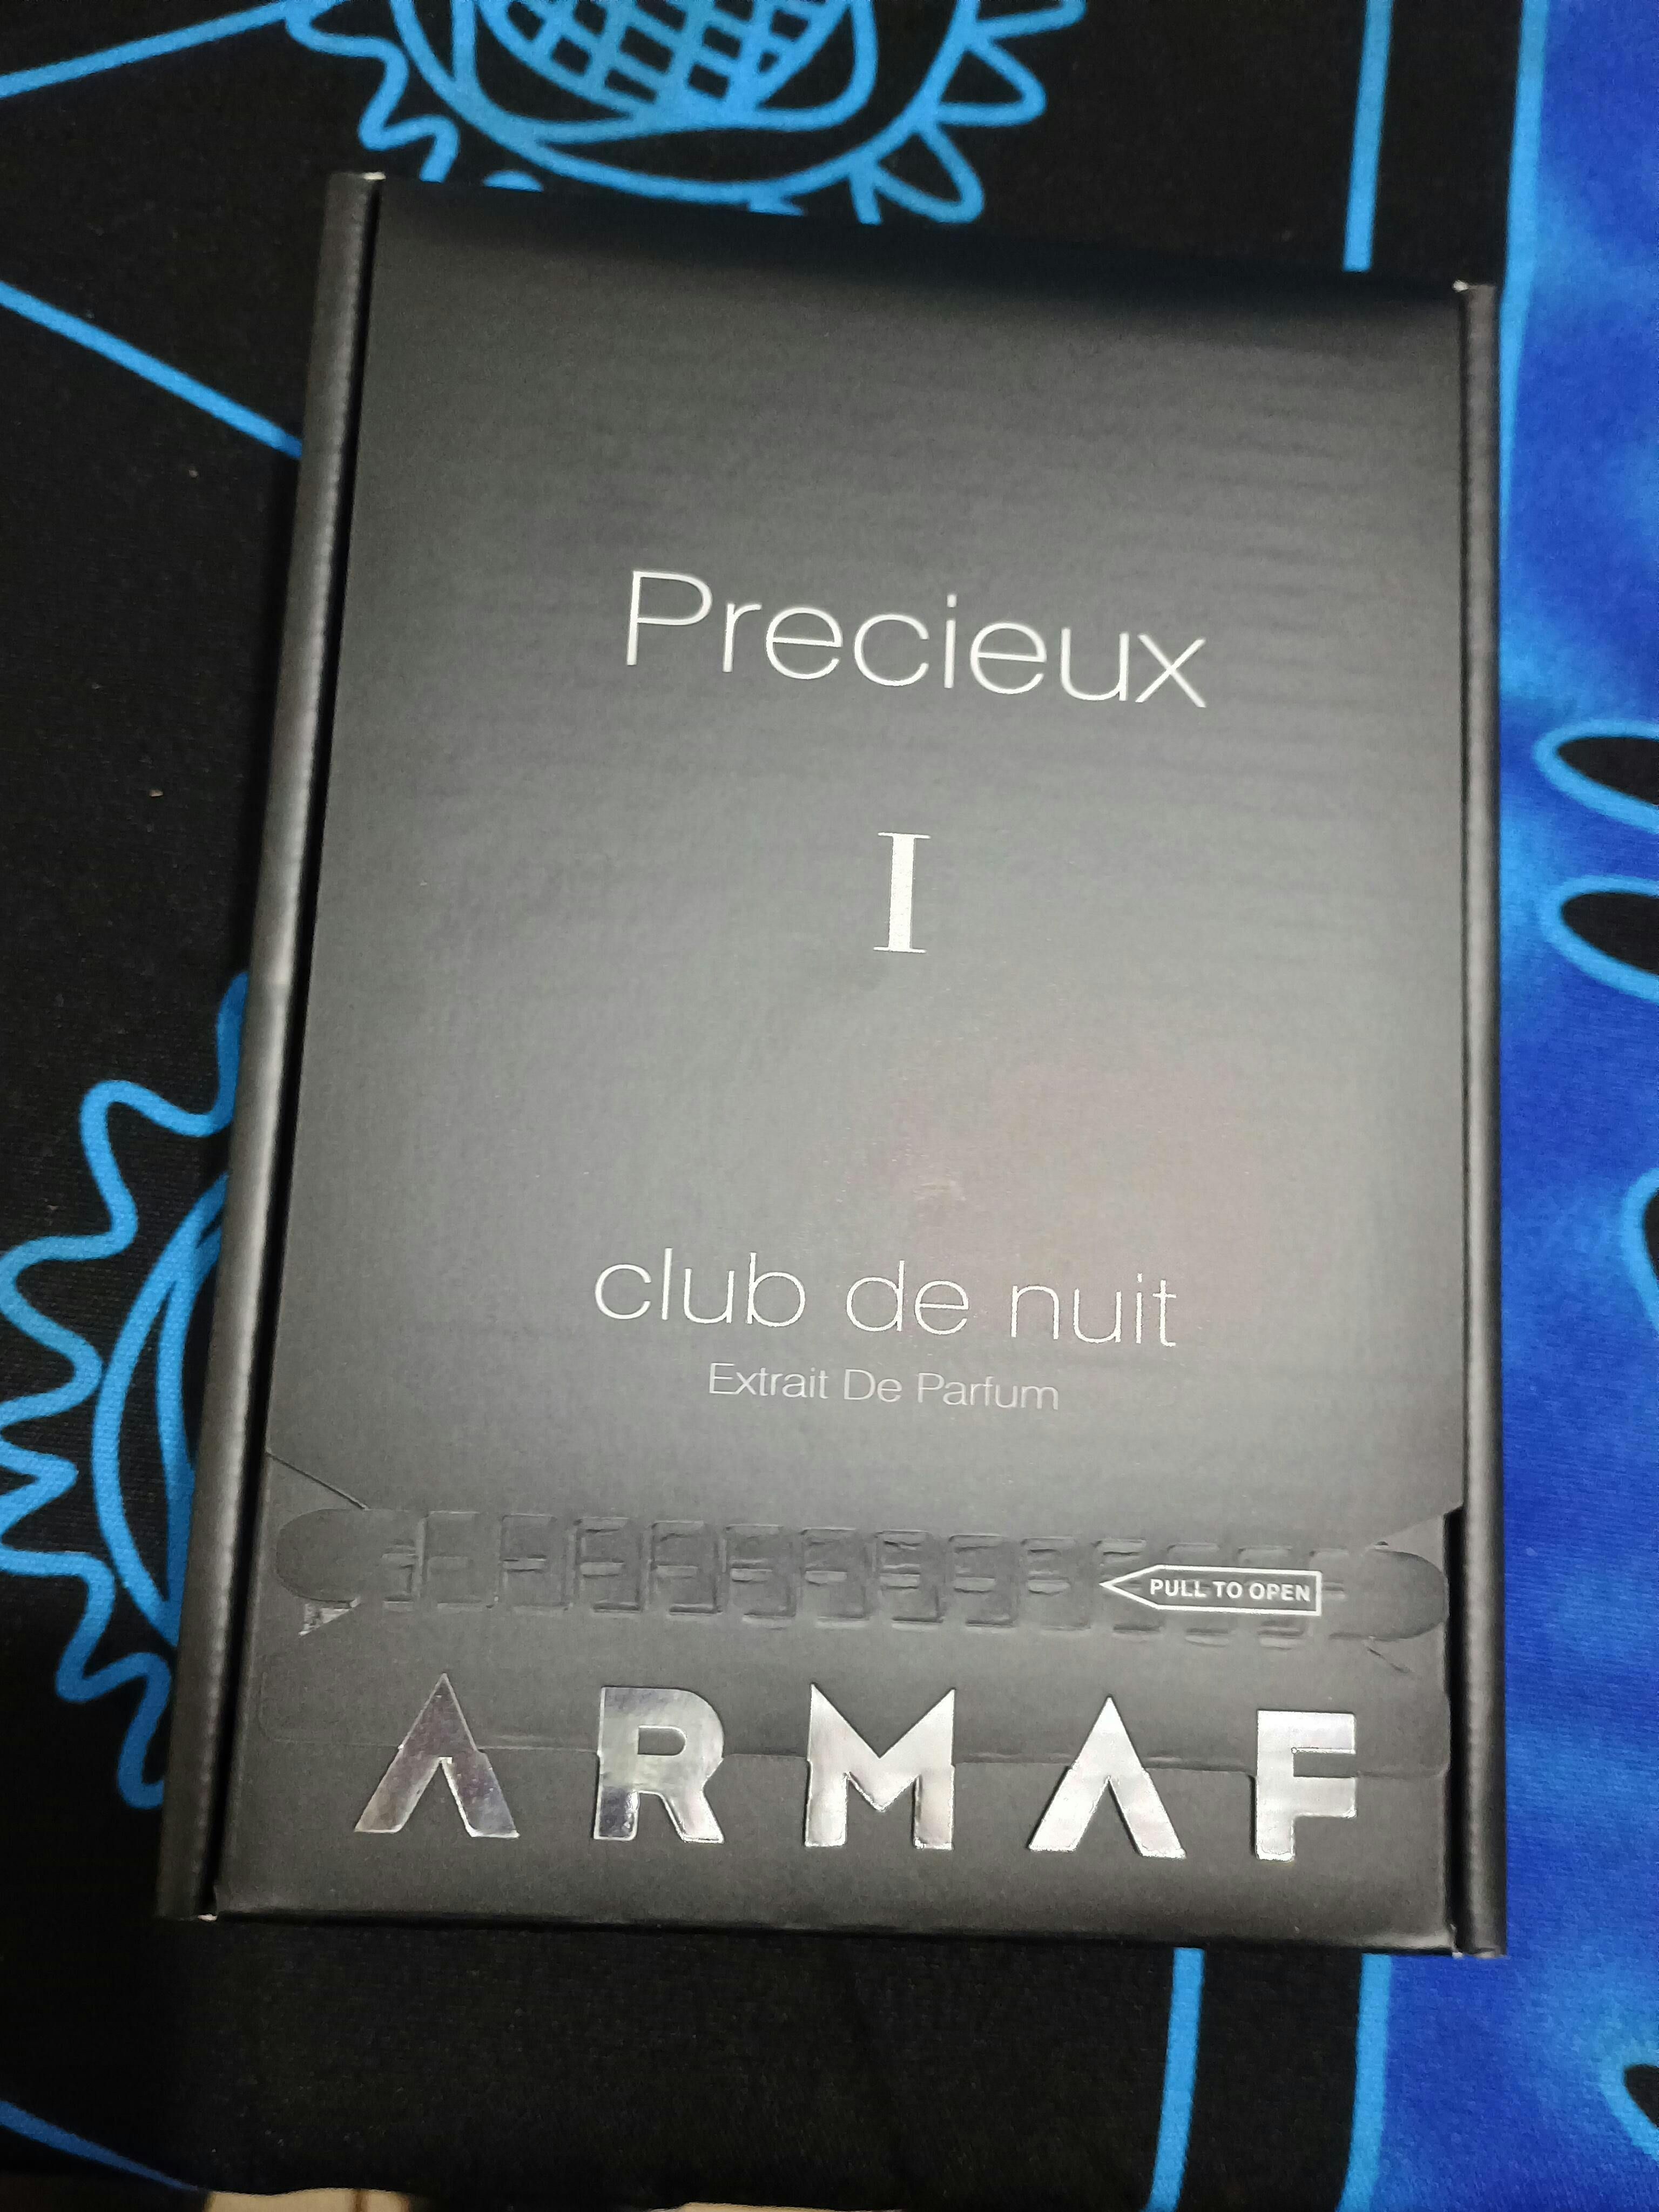 Precieux
I
club de nuit
Extrait De Parfum
PULL TO OPEN
ARMAF